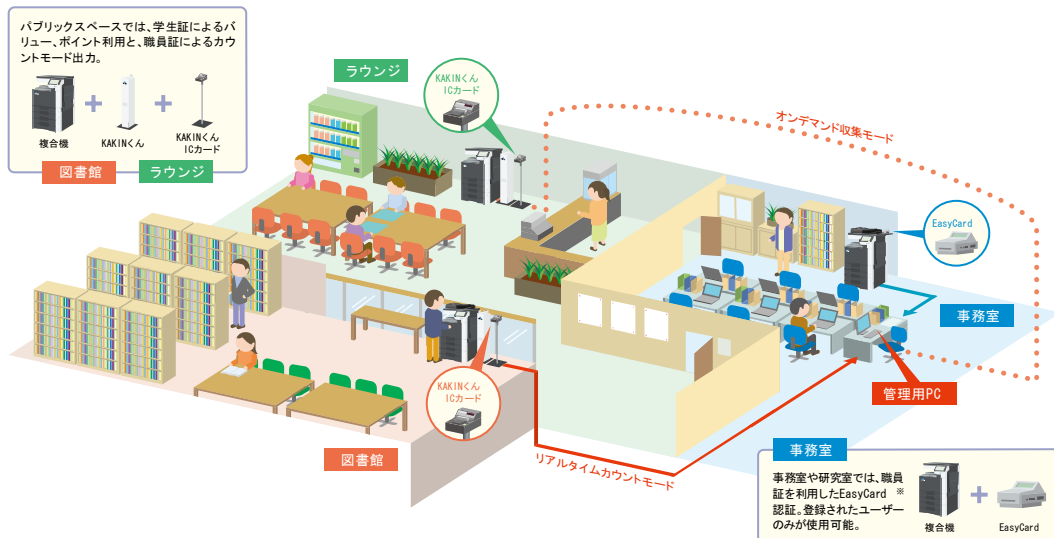 パブリックスペースでは、学生証によるバ
リュー、ポイント利用と、職員証によるカウ
ントモード出力。
複合機
KAKINくん
KAKINくん
ICカード
図書館
ラウンジ
ラウンジ
KAKINくん
ICカード
オンデマンド収集モード
EasyCard
事務室
管理用PC
KAKINくん
ICカード
図書館
リアルタイムカウントモード
事務室
事務室や研究室では、職員
証を利用したEasyCard ※
認証。登録されたユーザー
のみが使用可能。
複合機
EasyCard